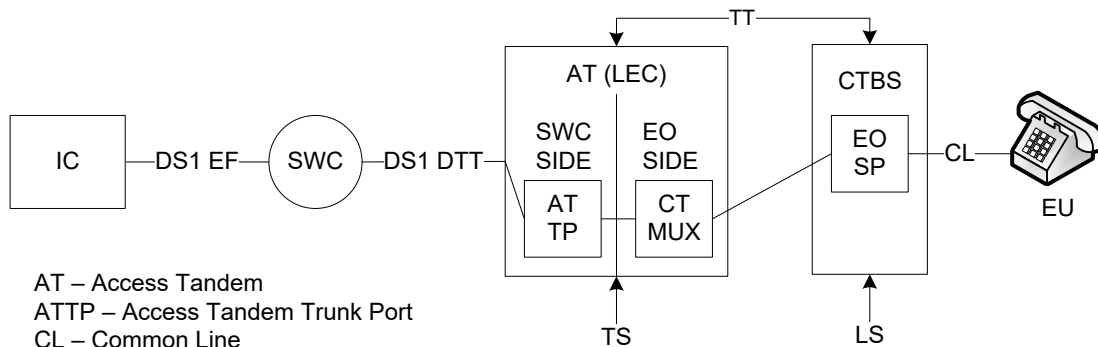 TT
AT (LEC)
CTBS
SWC
SIDE
EO
SIDE
IC
DS1 EF
SWC
DS1 DTT
AT
TP
CT
MUX
EO
SP
CL
EU
AT – Access Tandem
ATTP – Access Tandem Trunk Port
CL – Common Line
TS
LS